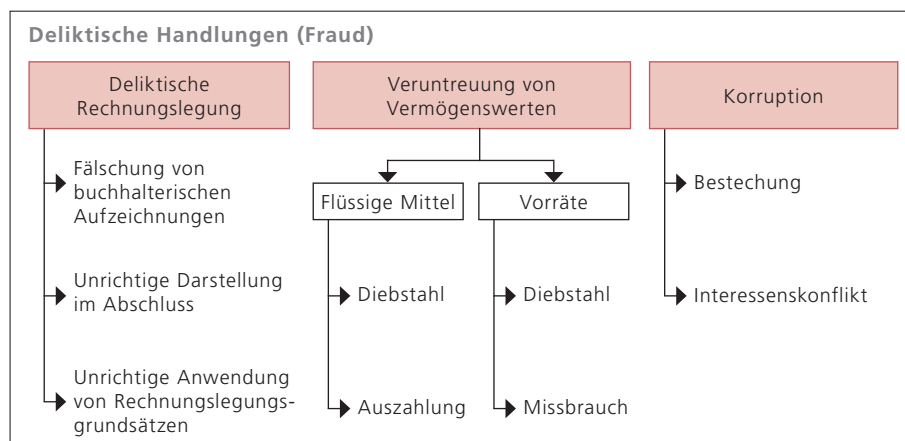 Deliktische Handlungen (Fraud)
Deliktische
Rechnungslegung
Fälschung von
buchhalterischen
Aufzeichnungen
Unrichtige Darstellung
im Abschluss
Unrichtige Anwendung
von Rechnungslegungs-
grundsätzen
Veruntreuung von
Vermögenswerten
Flüssige Mittel
Diebstahl
Auszahlung
Vorräte
Diebstahl
Missbrauch
Korruption
Bestechung
Interessenskonflikt